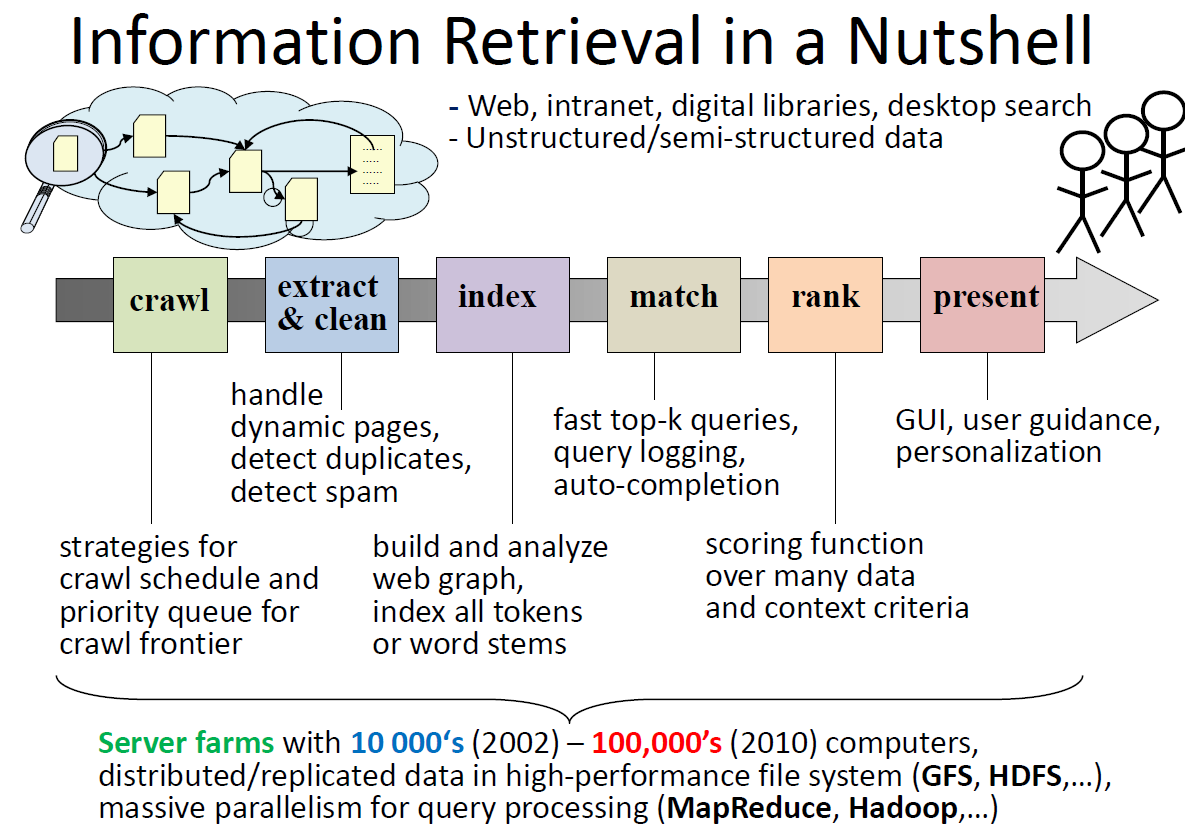 Information Retrieval in a Nutshell
- Web, intranet, digital libraries, desktop search
- Unstructured/semi-structured data
crawl
extract
& clean
index
match
rank
present
handle
dynamic pages,
detect duplicates,
detect spam
fast top-k queries,
query logging,
auto-completion
GUI, user guidance,
personalization
strategies for
crawl schedule and
priority queue for
crawl frontier
build and analyze
web graph,
index all tokens
or word stems
scoring function
over many data
and context criteria
Server farms with 10 000‘s (2002) – 100,000’s (2010) computers,
distributed/replicated data in high-performance file system (GFS, HDFS,…),
massive parallelism for query processing (MapReduce, Hadoop,…)